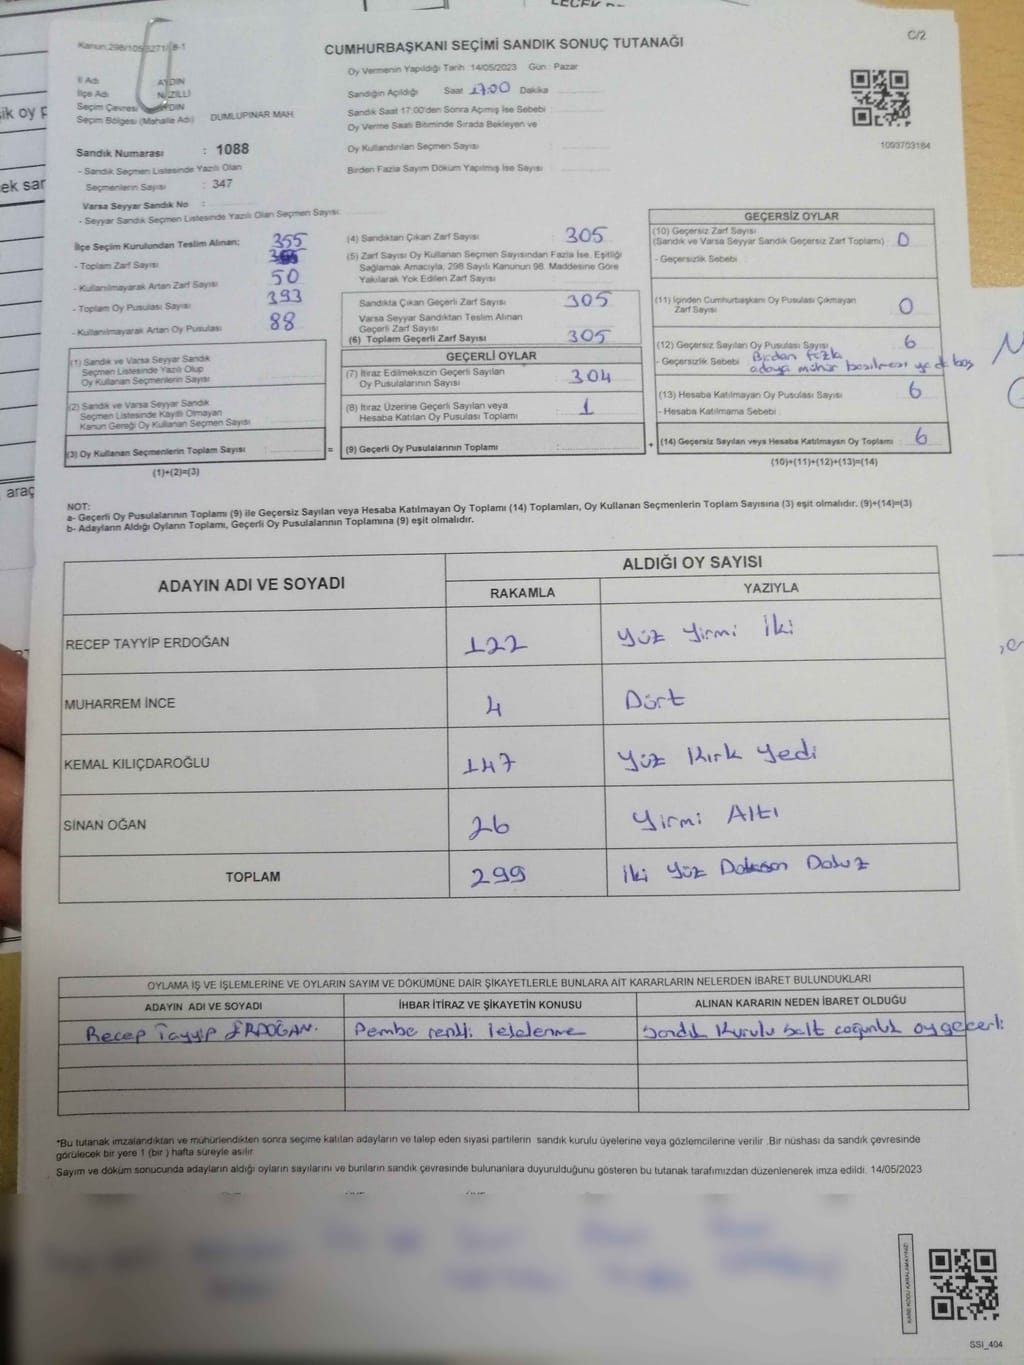 Kanun:298/105 6271/ 8-1
CUMHURBAŞKANI SEÇİMİ SANDIK SONUÇ TUTANAĞI
C/2
Oy Vermenin Yapıldığı Tarih :14/05/2023 Gün : Pazar
İl Adı AYDIN
İlçe Adı NAZİLLİ
Seçim Çevresi AYDIN
Seçim Bölgesi (Mahalle Adı) DUMLUPINAR MAH.
Sandığın Açıldığı Saat 17:00 Dakika
Sandık Saat 17:00'den Sonra Açımış İse Sebebi :
Oy Verme Saati Bitiminde Sırada Bekleyen ve
Oy Kullandırılan Seçmen Sayısı :
Birden Fazla Sayım Döküm Yapılmış İse Sayısı :
1093703164
Sandık Numarası : 1088
- Sandık Seçmen Listesinde Yazılı Olan
Seçmenlerin Sayısı : 347
Varsa Seyyar Sandık No :
- Seyyar Sandık Seçmen Listesinde Yazılı Olan Seçmen Sayısı:
İlçe Seçim Kurulundan Teslim Alınan; 355
- Toplam Zarf Sayısı
- Kullanılmayarak Artan Zarf Sayısı 50
- Toplam Oy Pusulası Sayısı 393
- Kullanılmayarak Artan Oy Pusulası 88
(4) Sandıktan Çıkan Zarf Sayısı 305
(5) Zarf Sayısı Oy Kullanan Seçmen Sayısından Fazla İse, Eşitliği
Sağlamak Amacıyla, 298 Sayılı Kanunun 98. Maddesine Göre
Yakılarak Yok Edilen Zarf Sayısı :
Sandıkla Çıkan Geçerli Zarf Sayısı 305
Varsa Seyyar Sandıktan Teslim Alınan
Geçerli Zarf Sayısı
(6) Toplam Geçerli Zarf Sayısı 305
GEÇERSİZ OYLAR
(10) Geçersiz Zarf Sayısı
(Sandık ve Varsa Seyyar Sandık Geçersiz Zarf Toplamı) 0
- Geçersizlik Sebebi :
(11) İçinden Cumhurbaşkanı Oy Pusulası Çıkmayan
Zarf Sayısı 0
(12) Geçersiz Sayılan Oy Pusulası Sayısı 6
- Geçersizlik Sebebi Birdan fazla
adaya mühür basılması ya da boş
(13) Hesaba Katılmayan Oy Pusulası Sayısı 6
- Hesaba Katılmama Sebebi :
(14) Geçersiz Sayılan veya Hesaba Katılmayan Oy Toplamı 6
(10)+(11)+(12)+(13)=(14)
(1) Sandık ve Varsa Seyyar Sandık
Seçmen Listesinde Yazılı Olup
Oy Kullanan Seçmenlerin Sayısı :
(2) Sandık ve Varsa Seyyar Sandık
Seçmen Listesinde Kayıtlı Olmayan
Kanun Gereği Oy Kullanan Seçmen Sayısı :
(3) Oy Kullanan Seçmenlerin Toplam Sayısı :
(1)+(2)=(3)
GEÇERLİ OYLAR
(7) İtiraz Edilmeksizin Geçerli Sayılan
Oy Pusulalarının Sayısı 304
(8) İtiraz Üzerine Geçerli Sayılan veya
Hesaba Katılan Oy Pusulası Toplamı 1
= (9) Geçerli Oy Pusulalarının Toplamı : +
NOT:
a- Geçerli Oy Pusulalarının Toplamı (9) ile Geçersiz Sayılan veya Hesaba Katılmayan Oy Toplamı (14) Toplamları, Oy Kullanan Seçmenlerin Toplam Sayısına (3) eşit olmalıdır. (9)+(14)=(3)
b- Adayların Aldığı Oyların Toplamı, Geçerli Oy Pusulalarının Toplamına (9) eşit olmalıdır.
ADAYIN ADI VE SOYADI
ALDIĞI OY SAYISI
RAKAMLA YAZIYLA
RECEP TAYYİP ERDOĞAN 122 Yüz Yirmi İki
MUHARREM İNCE 4 Dört
KEMAL KILIÇDAROĞLU 147 Yüz Kırk Yedi
SİNAN OĞAN 26 Yirmi Altı
TOPLAM 299 İki Yüz Doksan Dokuz
OYLAMA İŞ VE İŞLEMLERİNE VE OYLARIN SAYIM VE DÖKÜMÜNE DAİR ŞİKAYETLERLE BUNLARA AİT KARARLARIN NELERDEN İBARET BULUNDUKLARI
ADAYIN ADI VE SOYADI İHBAR İTİRAZ VE ŞİKAYETİN KONUSU ALINAN KARARIN NEDEN İBARET OLDUĞU
Recep Tayyip ERDOĞAN. Pembe renkli lekelenme Sandık Kurulu salt çoğunluk oy geçerli
*Bu tutanak imzalandıktan ve mühürlendikten sonra seçime katılan adayların ve talep eden siyasi partilerin sandık kurulu üyelerine veya gözlemcilerine verilir .Bir nüshası da sandık çevresinde
görülecek bir yere 1 (bir ) hafta süreyle asılır
Sayım ve döküm sonucunda adayların aldığı oyların sayılarını ve bunların sandık çevresinde bulunanlara duyurulduğunu gösteren bu tutanak tarafımızdan düzenlenerek imza edildi. 14/05/2023
KARE KODU KARALAMAYINIZ!
SSI_404